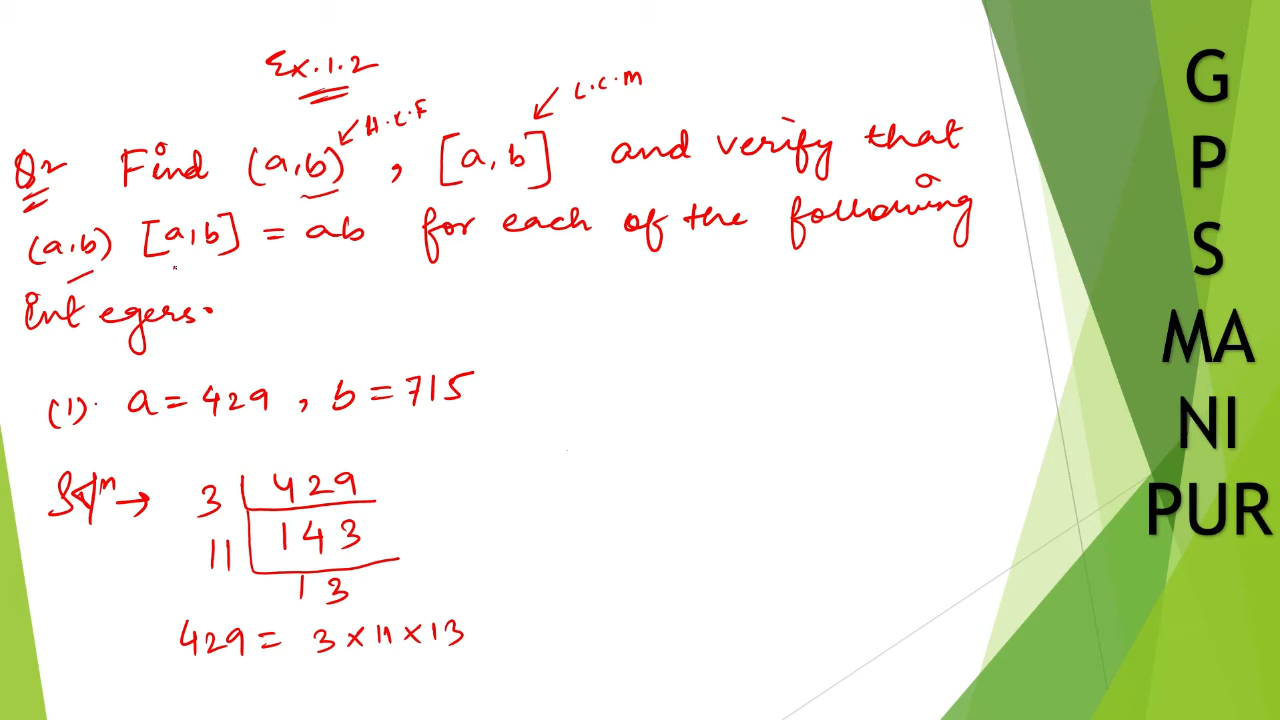 Ex.1.2
H.C.F
L.C.M
Q2 Find (a,b) , [a,b] and verify that
(a,b) [a,b] = ab for each of the following
integers.
(1). a = 429 , b = 715
Solⁿ → 3 | 429
11 | 143
13
429 = 3 × 11 × 13
G
P
S
MA
NI
PUR